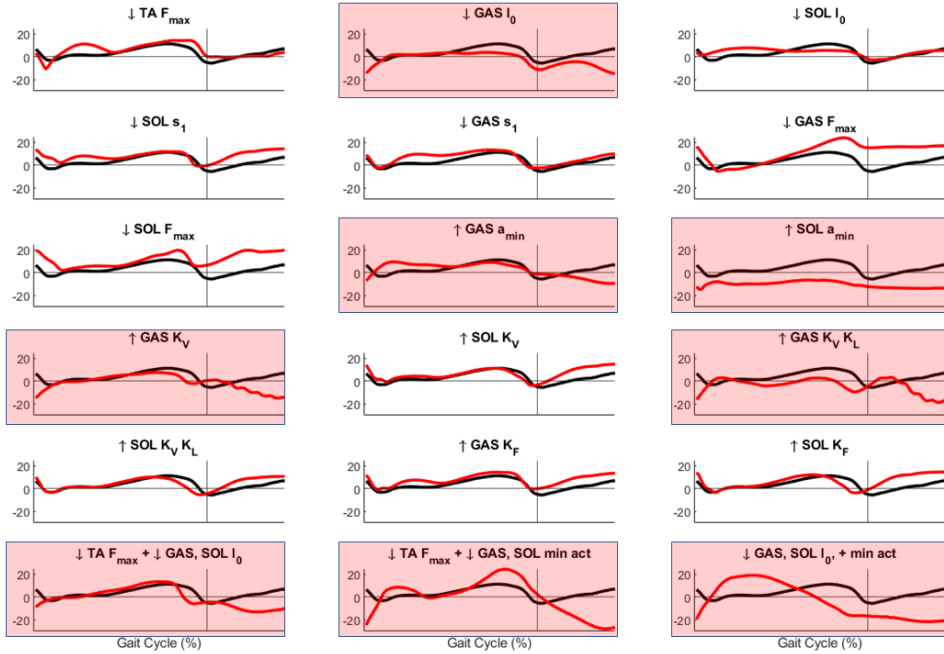 ↓ TA Fmax ↓ GAS l0 ↓ SOL l0
20 20 20
0 0 0
-20 -20 -20
↓ SOL s1 ↓ GAS s1 ↓ GAS Fmax
20 20 20
0 0 0
-20 -20 -20
↓ SOL Fmax ↑ GAS amin ↑ SOL amin
20 20 20
0 0 0
-20 -20 -20
↑ GAS KV ↑ SOL KV ↑ GAS KV KL
20 20 20
0 0 0
-20 -20 -20
↑ SOL KV KL ↑ GAS KF ↑ SOL KF
20 20 20
0 0 0
-20 -20 -20
↓ TA Fmax + ↓ GAS, SOL l0 ↓ TA Fmax + ↓ GAS, SOL min act ↓ GAS, SOL l0, + min act
20 20 20
0 0 0
-20 -20 -20
Gait Cycle (%) Gait Cycle (%) Gait Cycle (%)